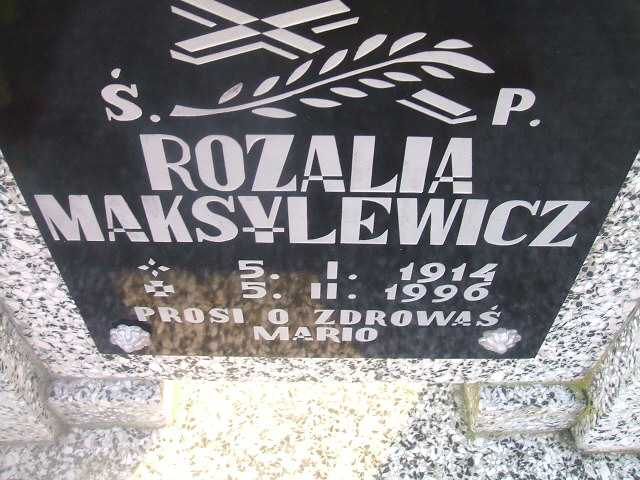 Ś. P.
ROZALIA
MAKSYLEWICZ
5. I. 1914
5. II. 1996
PROSI O ZDROWAŚ
MARIO